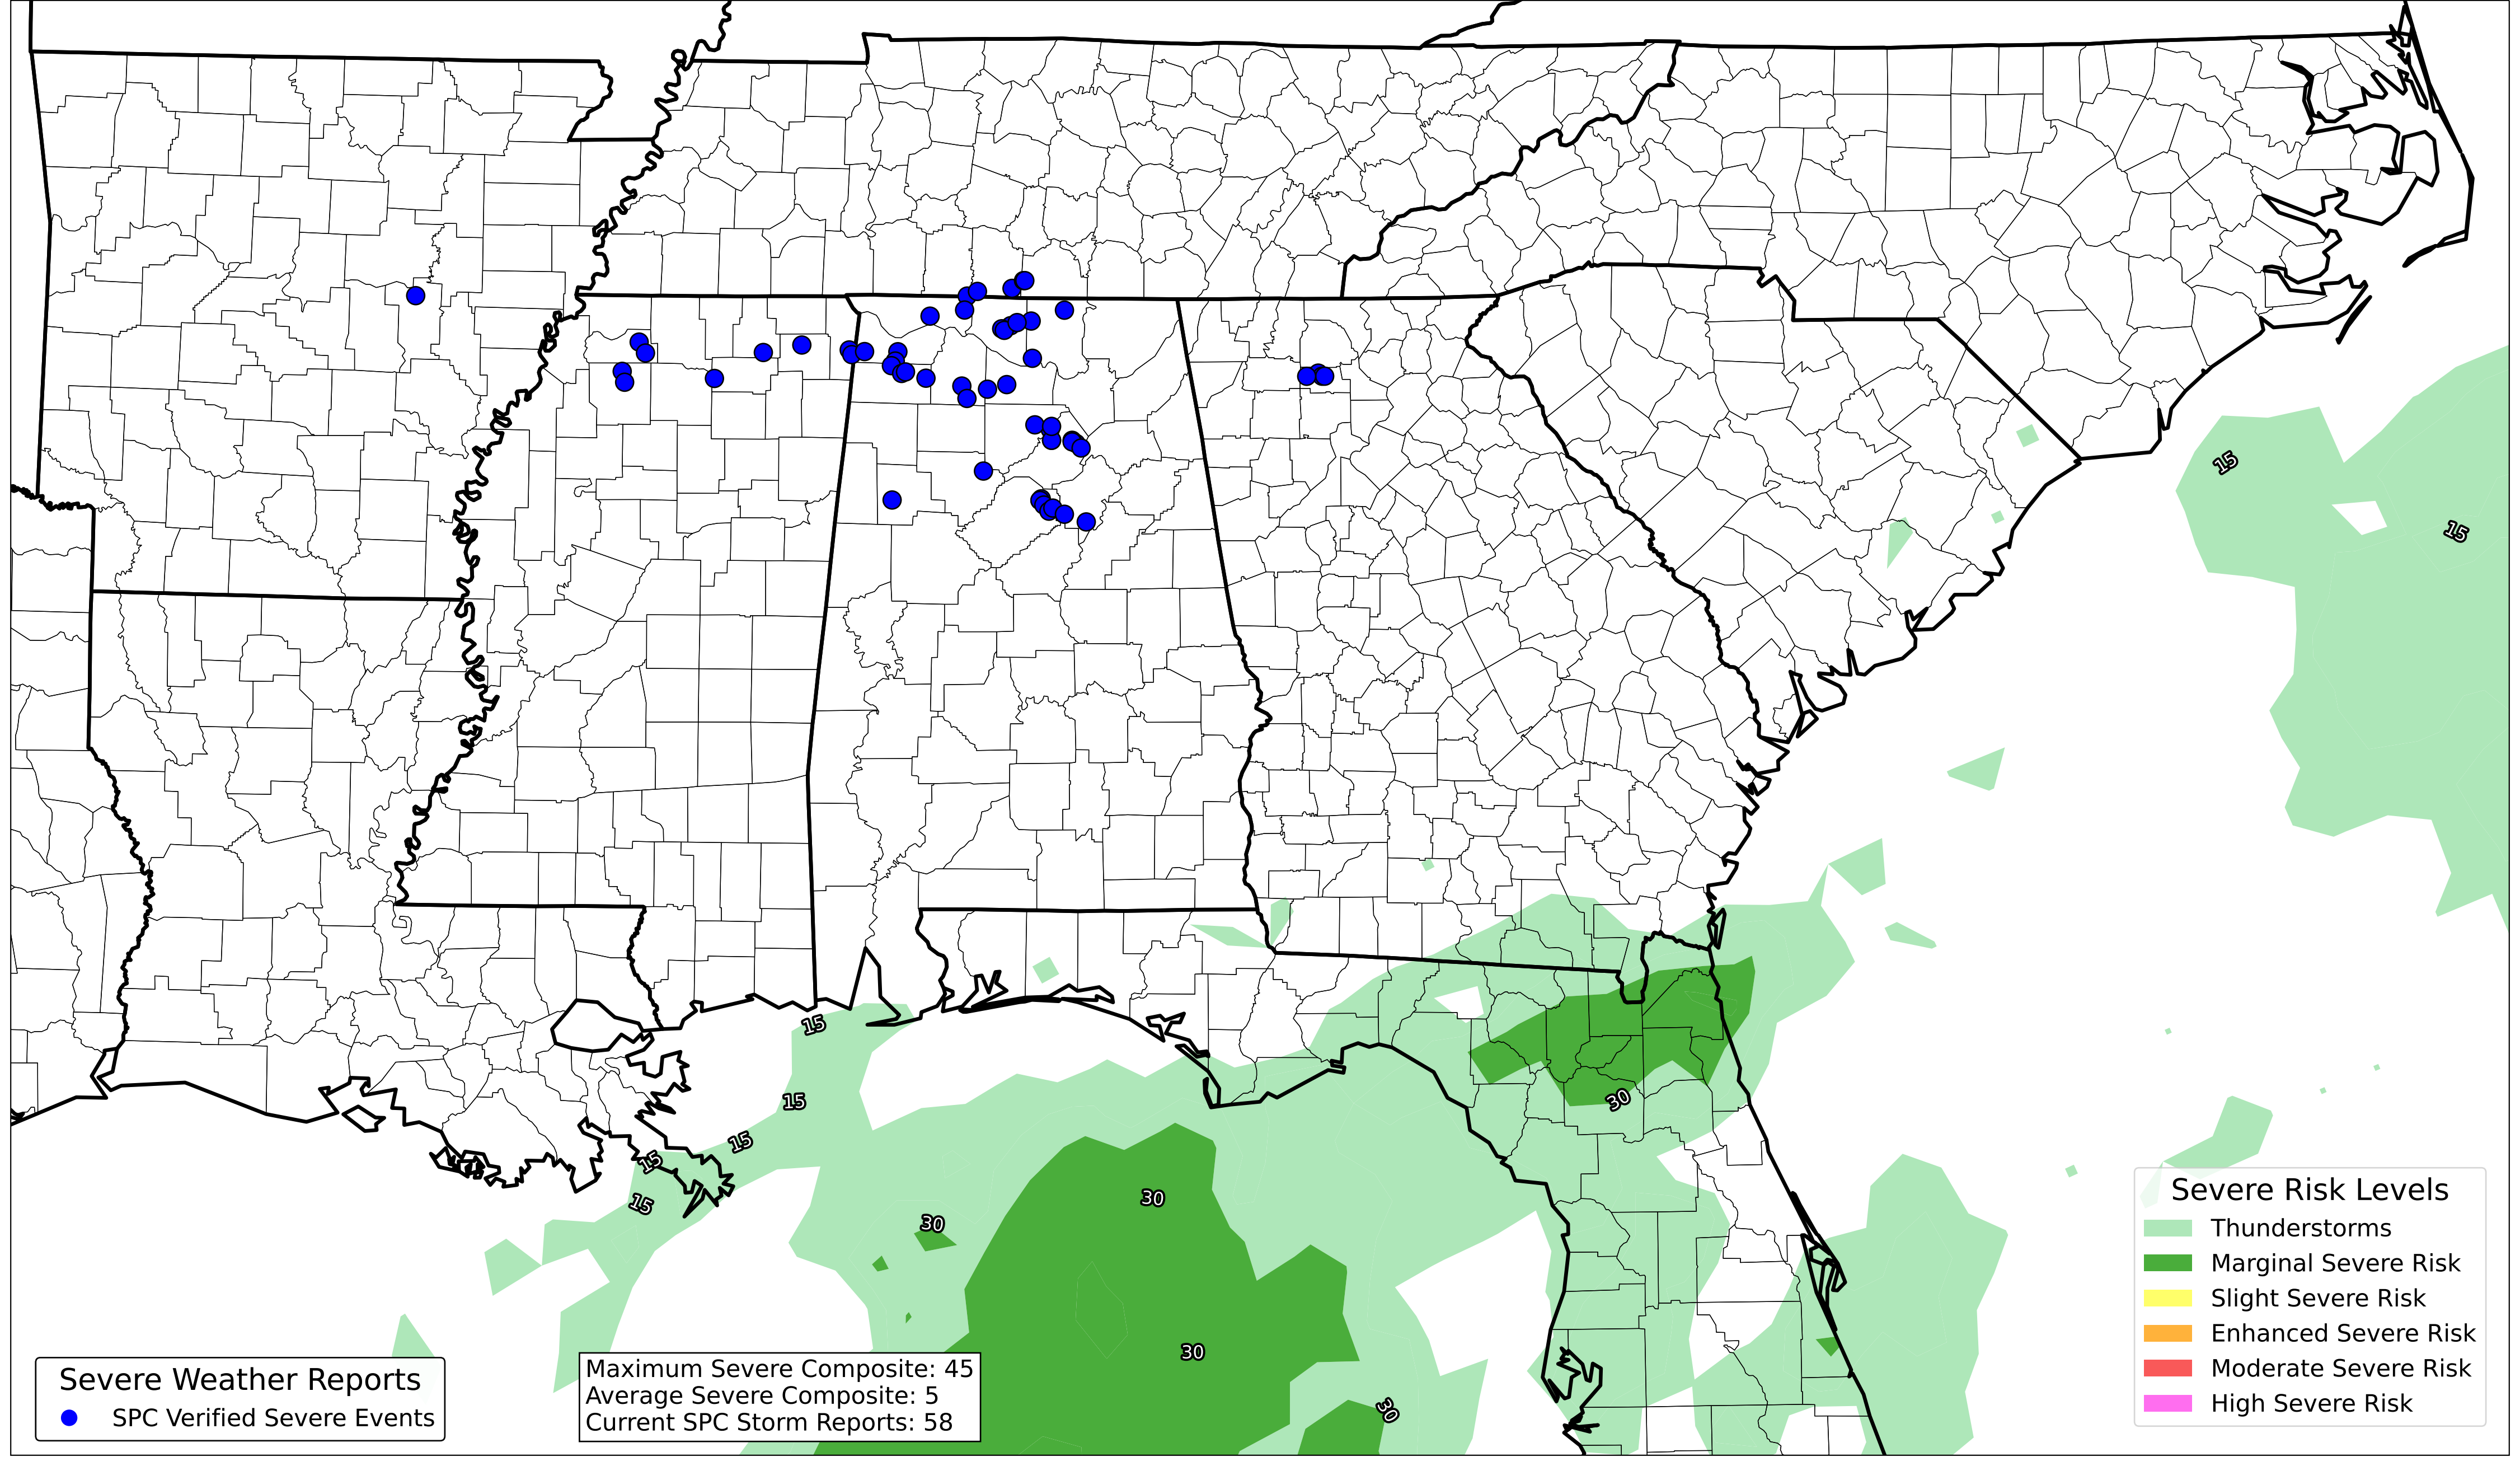 15
15
15
15
30
15
15
15
30
30
30
30
Severe Weather Reports
SPC Verified Severe Events
Maximum Severe Composite: 45
Average Severe Composite: 5
Current SPC Storm Reports: 58
Severe Risk Levels
Thunderstorms
Marginal Severe Risk
Slight Severe Risk
Enhanced Severe Risk
Moderate Severe Risk
High Severe Risk